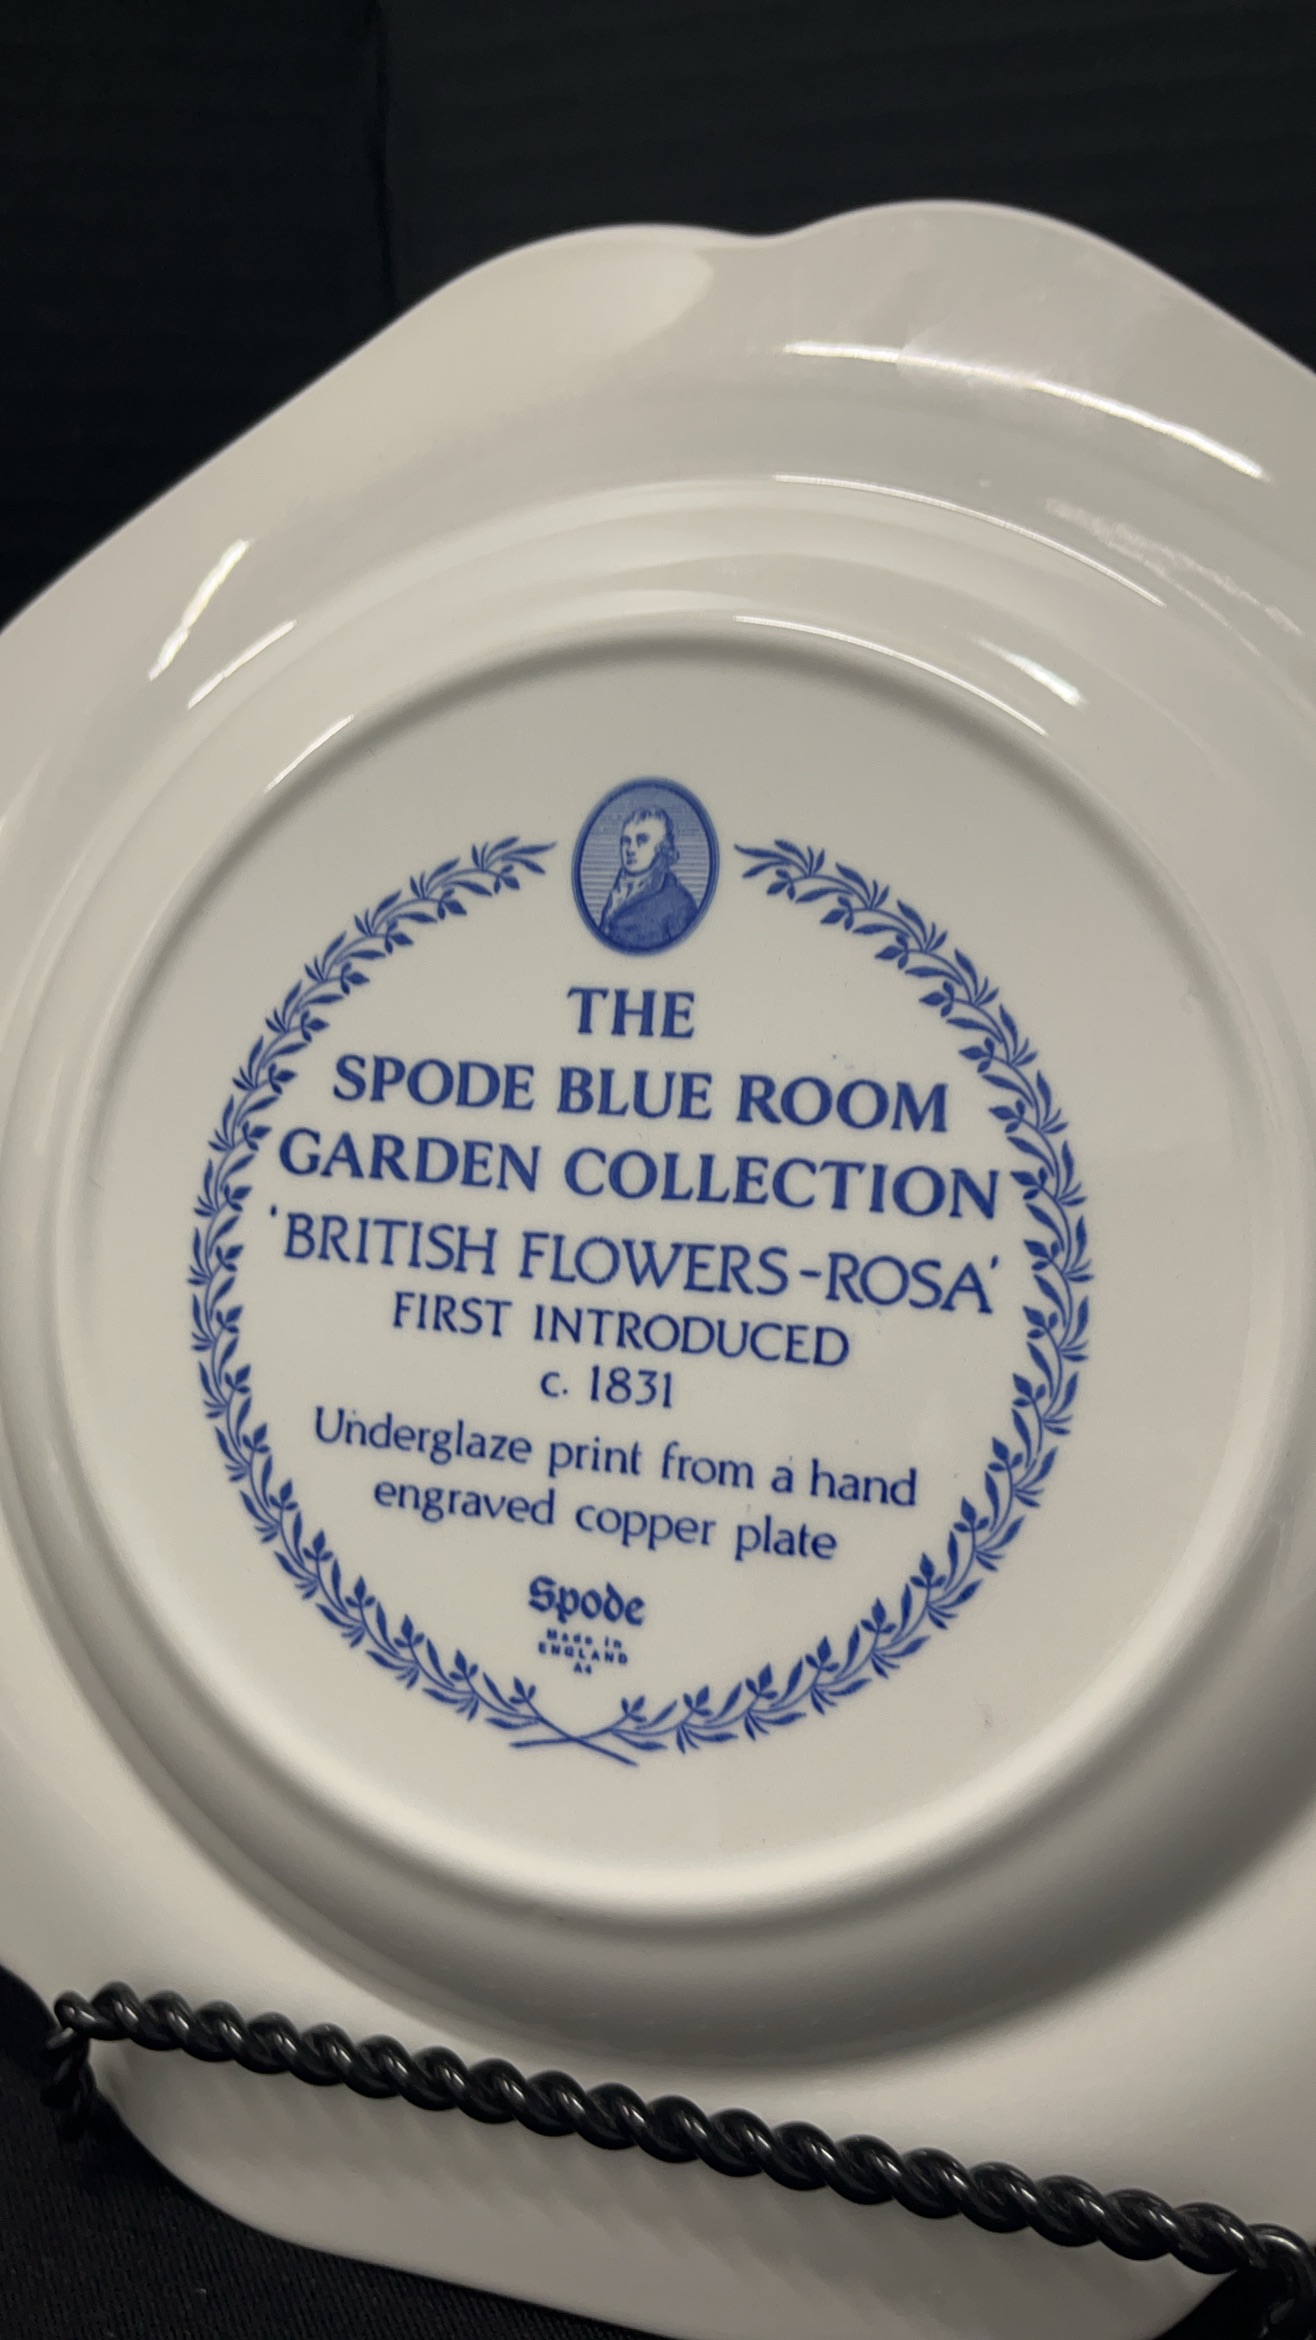 THE
SPODE BLUE ROOM
GARDEN COLLECTION
'BRITISH FLOWERS-ROSA'
FIRST INTRODUCED
c. 1831
Underglaze print from a hand
engraved copper plate
Spode
Made in
ENGLAND
A4